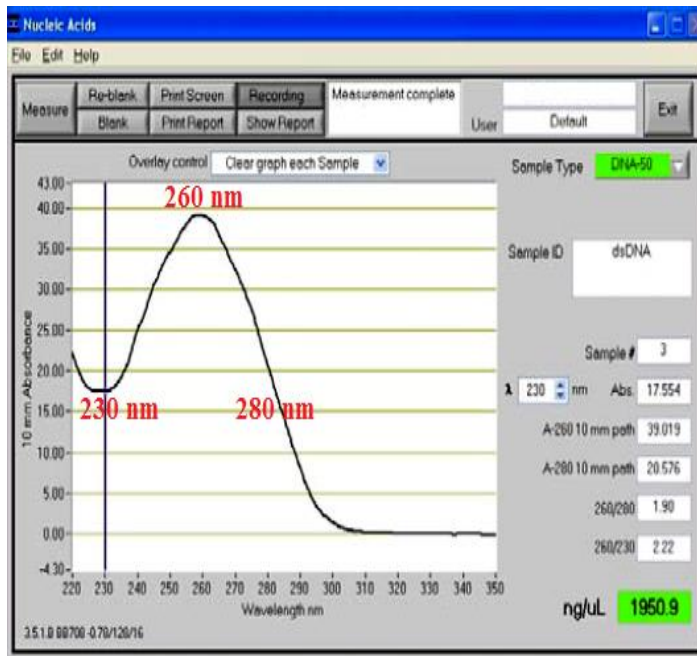 Nucleic Acids
File Edit Help
Measure
Re-blank Print Screen Recording
Blank Print Report Show Report
Measurement complete
User Default
Exit
Overlay control Clear graph each Sample
Sample Type DNA-50
Sample ID dsDNA
Sample # 3
λ 230 nm Abs. 17.554
A-260 10 mm path 39.019
A-280 10 mm path 20.576
260/280 1.90
260/230 2.22
ng/uL 1950.9
10 mm Absorbance
43.00
40.00
35.00
30.00
25.00
20.00
15.00
10.00
5.00
0.00
-4.30
260 nm
230 nm
280 nm
220 230 240 250 260 270 280 290 300 310 320 330 340 350
Wavelength nm